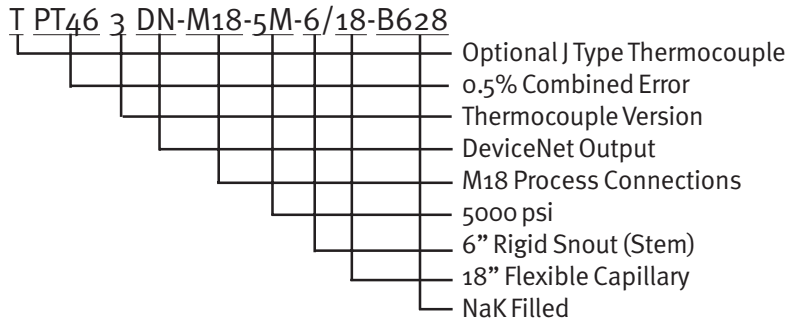 T PT46 3 DN-M18-5M-6/18-B628
Optional J Type Thermocouple
0.5% Combined Error
Thermocouple Version
DeviceNet Output
M18 Process Connections
5000 psi
6” Rigid Snout (Stem)
18” Flexible Capillary
NaK Filled